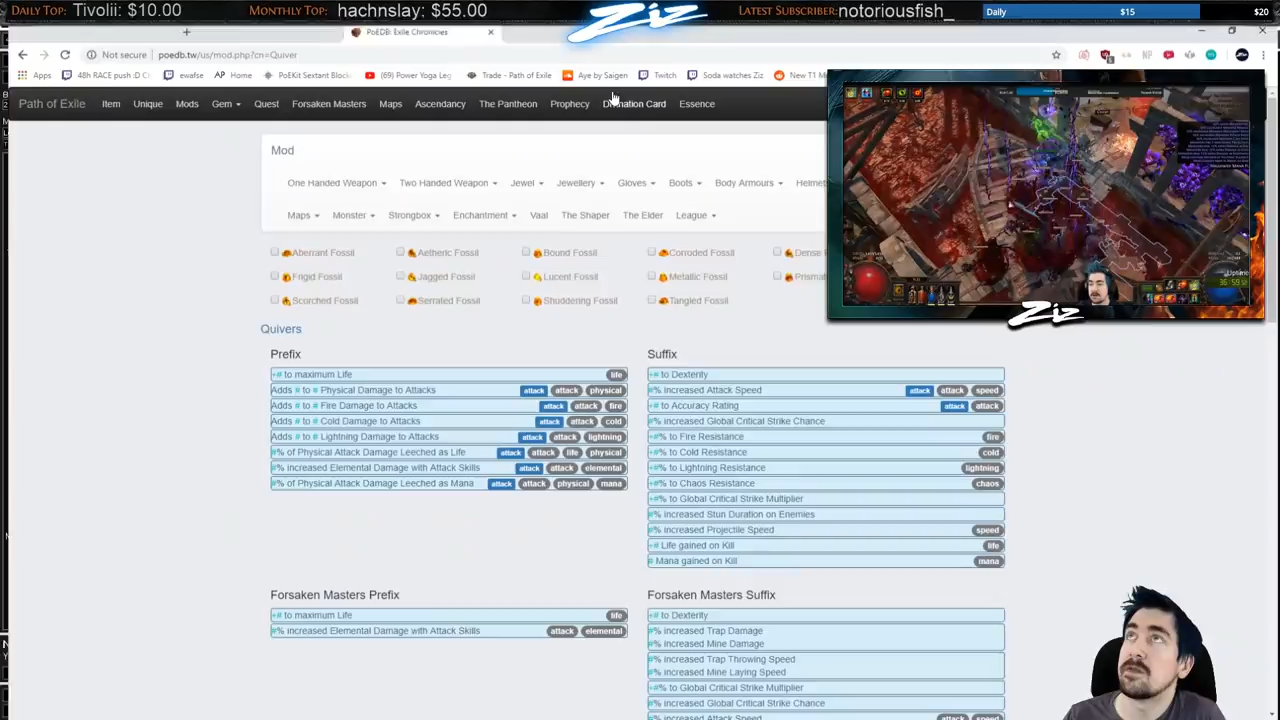 DAILY TOP: Tivolii: $10.00 MONTHLY TOP: hachnslay: $55.00 Ziz LATEST SUBSCRIBER: notoriousfish_ Daily $15 $20
PoEDB: Exile Chronicles
Not secure poedb.tw/us/mod.php?cn=Quiver
Apps 48h RACE push :D C ewafse AP Home PoEKit Sextant Block (69) Power Yoga Leg Trade - Path of Exile Aye by Saigen Twitch Soda watches Ziz New T1 M
Path of Exile Item Unique Mods Gem Quest Forsaken Masters Maps Ascendancy The Pantheon Prophecy Divination Card Essence
Mod
One Handed Weapon Two Handed Weapon Jewel Jewellery Gloves Boots Body Armours Helmet
Maps Monster Strongbox Enchantment Vaal The Shaper The Elder League
Aberrant Fossil Aetheric Fossil Bound Fossil Corroded Fossil Dense
Frigid Fossil Jagged Fossil Lucent Fossil Metallic Fossil Prismat
Scorched Fossil Serrated Fossil Shuddering Fossil Tangled Fossil
Ziz
Quivers
Prefix
+# to maximum Life life
Adds # to # Physical Damage to Attacks attack attack physical
Adds # to # Fire Damage to Attacks attack attack fire
Adds # to # Cold Damage to Attacks attack attack cold
Adds # to # Lightning Damage to Attacks attack attack lightning
#% of Physical Attack Damage Leeched as Life attack attack life physical
#% increased Elemental Damage with Attack Skills attack attack elemental
#% of Physical Attack Damage Leeched as Mana attack attack physical mana
Suffix
+# to Dexterity
#% increased Attack Speed attack attack speed
+# to Accuracy Rating attack attack
#% increased Global Critical Strike Chance
+#% to Fire Resistance fire
+#% to Cold Resistance cold
+#% to Lightning Resistance lightning
+#% to Chaos Resistance chaos
+#% to Global Critical Strike Multiplier
#% increased Stun Duration on Enemies
#% increased Projectile Speed speed
+# Life gained on Kill life
# Mana gained on Kill mana
Forsaken Masters Prefix
+# to maximum Life life
#% increased Elemental Damage with Attack Skills attack elemental
Forsaken Masters Suffix
+# to Dexterity
#% increased Trap Damage
#% increased Mine Damage
#% increased Trap Throwing Speed
#% increased Mine Laying Speed
+#% to Global Critical Strike Multiplier
#% increased Global Critical Strike Chance
#% increased Attack Speed attack speed